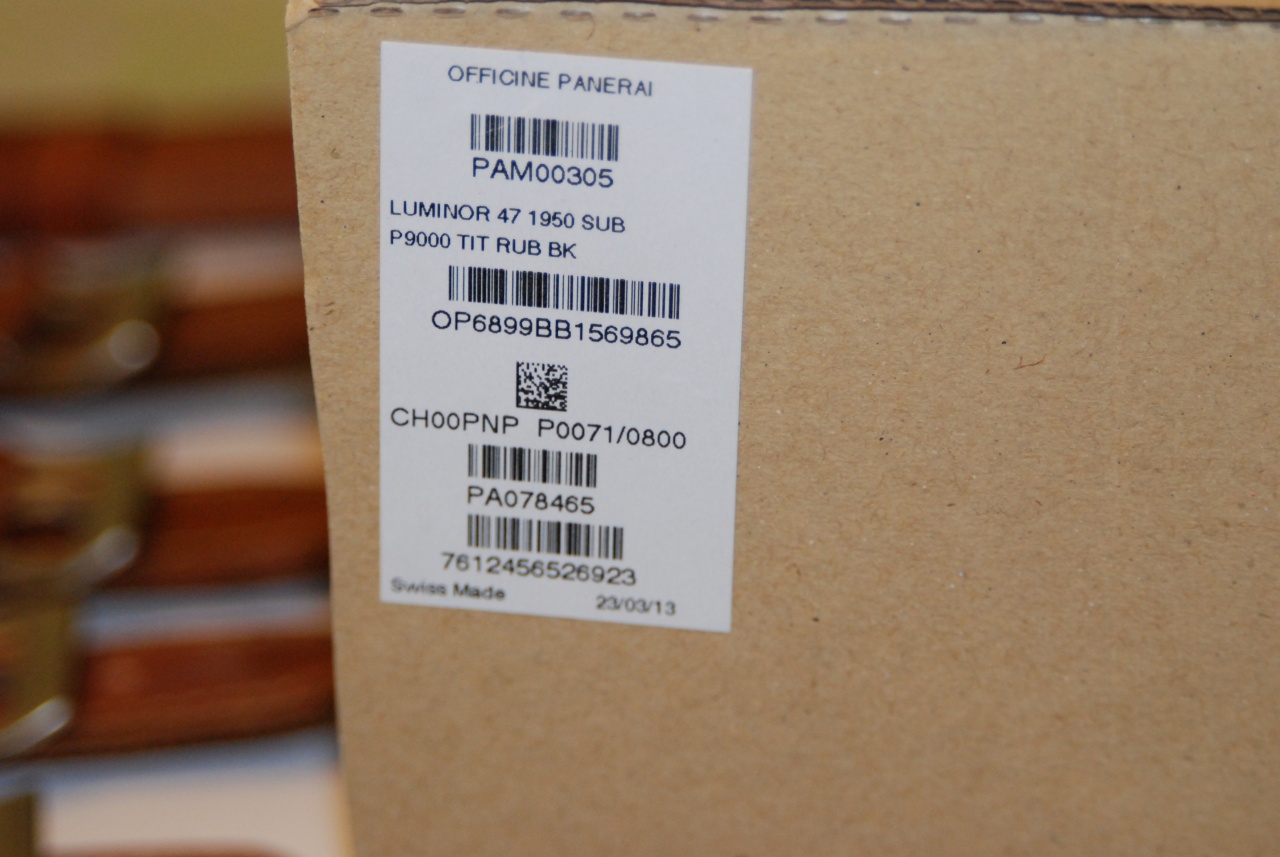 OFFICINE PANERAI
PAM00305
LUMINOR 47 1950 SUB
P9000 TIT RUB BK
OP6899BB1569865
CH00PNP P0071/0800
PA078465
7612456526923
Swiss Made 23/03/13